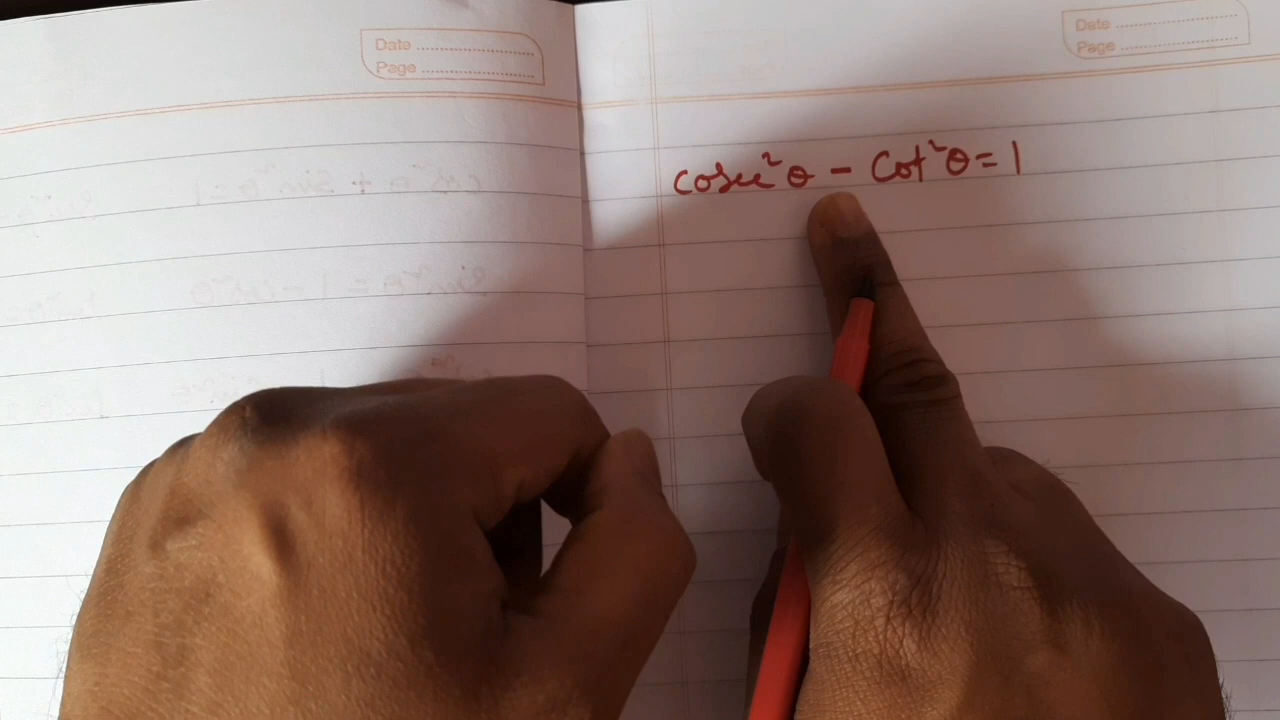 Date
Page
Date
Page
cosec²θ - cot²θ = 1